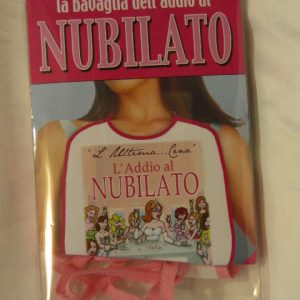 la bavaglia dell'addio al
NUBILATO
"L'Ultima...Cena"
L'Addio al
NUBILATO